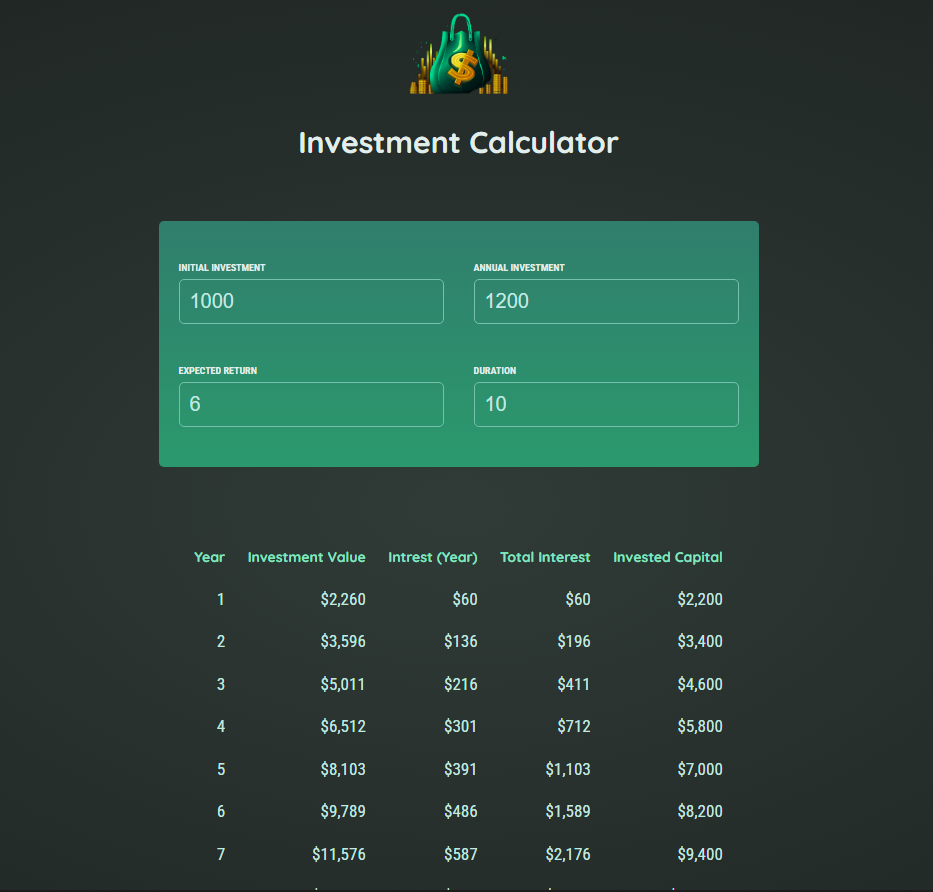 $
Investment Calculator
INITIAL INVESTMENT ANNUAL INVESTMENT
1000 1200
EXPECTED RETURN DURATION
6 10
Year Investment Value Intrest (Year) Total Interest Invested Capital
1 $2,260 $60 $60 $2,200
2 $3,596 $136 $196 $3,400
3 $5,011 $216 $411 $4,600
4 $6,512 $301 $712 $5,800
5 $8,103 $391 $1,103 $7,000
6 $9,789 $486 $1,589 $8,200
7 $11,576 $587 $2,176 $9,400